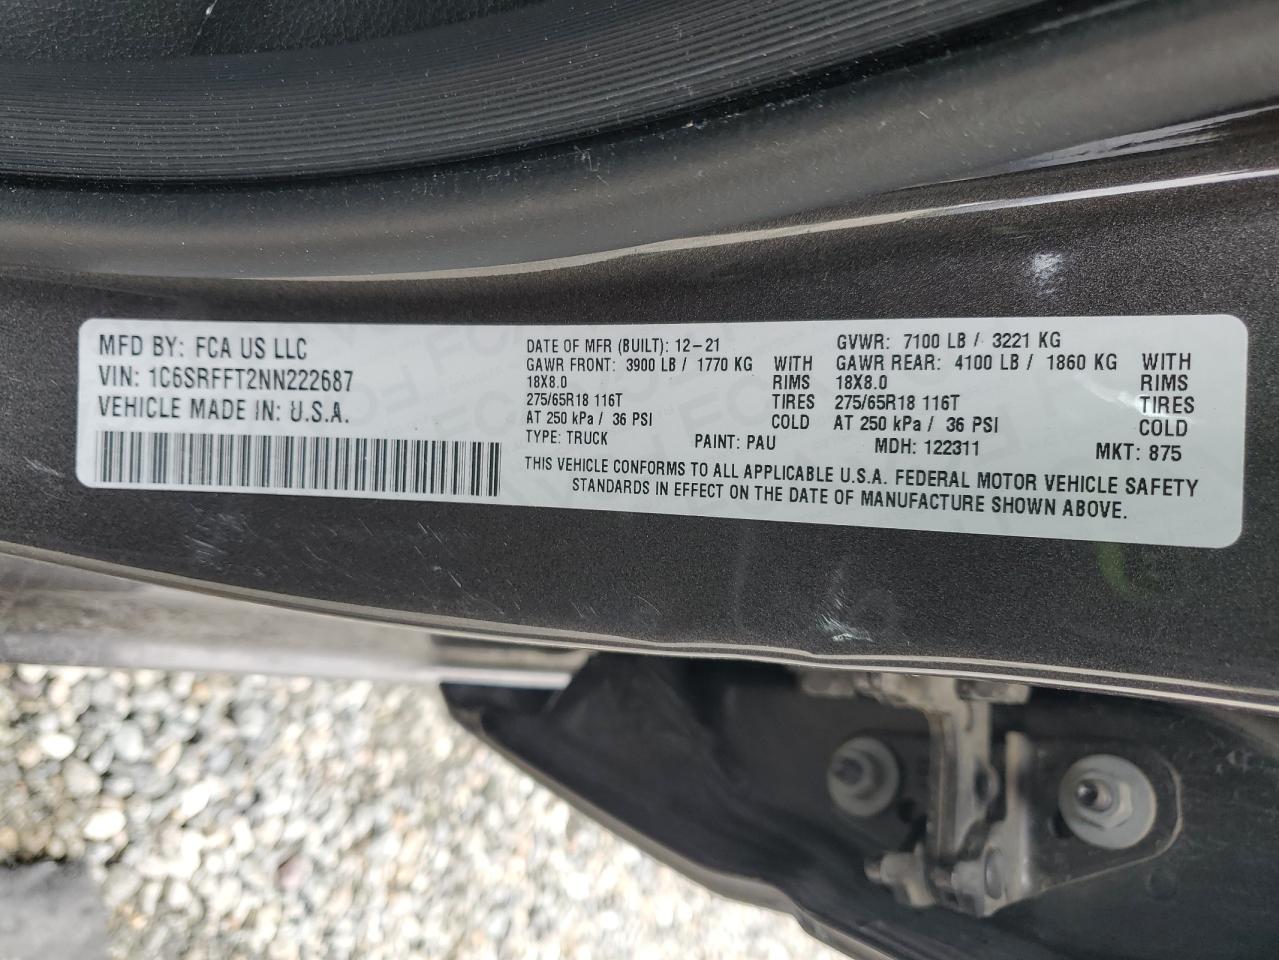 MFD BY: FCA US LLC
VIN: 1C6SRFFT2NN222687
VEHICLE MADE IN: U.S.A.
DATE OF MFR (BUILT): 12-21
GAWR FRONT: 3900 LB / 1770 KG WITH
18X8.0 RIMS
275/65R18 116T TIRES
AT 250 kPa / 36 PSI COLD
GVWR: 7100 LB / 3221 KG
GAWR REAR: 4100 LB / 1860 KG WITH
18X8.0 RIMS
275/65R18 116T TIRES
AT 250 kPa / 36 PSI COLD
TYPE: TRUCK PAINT: PAU MDH: 122311 MKT: 875
THIS VEHICLE CONFORMS TO ALL APPLICABLE U.S.A. FEDERAL MOTOR VEHICLE SAFETY
STANDARDS IN EFFECT ON THE DATE OF MANUFACTURE SHOWN ABOVE.